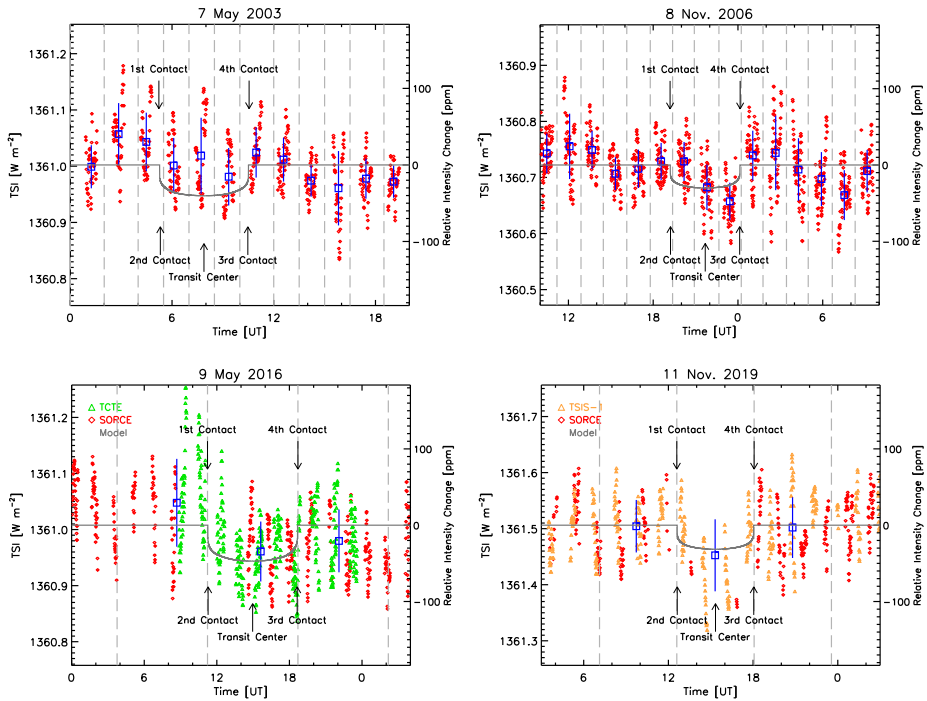 7 May 2003
TSI [W m−2]
1361.2
1361.1
1361.0
1360.9
1360.8
1st Contact
4th Contact
2nd Contact
3rd Contact
Transit Center
100
0
−100
Relative Intensity Change [ppm]
0
6
12
18
Time [UT]
8 Nov. 2006
TSI [W m−2]
1360.9
1360.8
1360.7
1360.6
1360.5
1st Contact
4th Contact
2nd Contact
3rd Contact
Transit Center
100
0
−100
Relative Intensity Change [ppm]
12
18
0
6
Time [UT]
9 May 2016
TSI [W m−2]
1361.2
1361.1
1361.0
1360.9
1360.8
TCTE
SORCE
Model
1st Contact
4th Contact
2nd Contact
3rd Contact
Transit Center
100
0
−100
Relative Intensity Change [ppm]
0
6
12
18
0
Time [UT]
11 Nov. 2019
TSI [W m−2]
1361.7
1361.6
1361.5
1361.4
1361.3
TSIS−1
SORCE
Model
1st Contact
4th Contact
2nd Contact
3rd Contact
Transit Center
100
0
−100
Relative Intensity Change [ppm]
6
12
18
0
Time [UT]